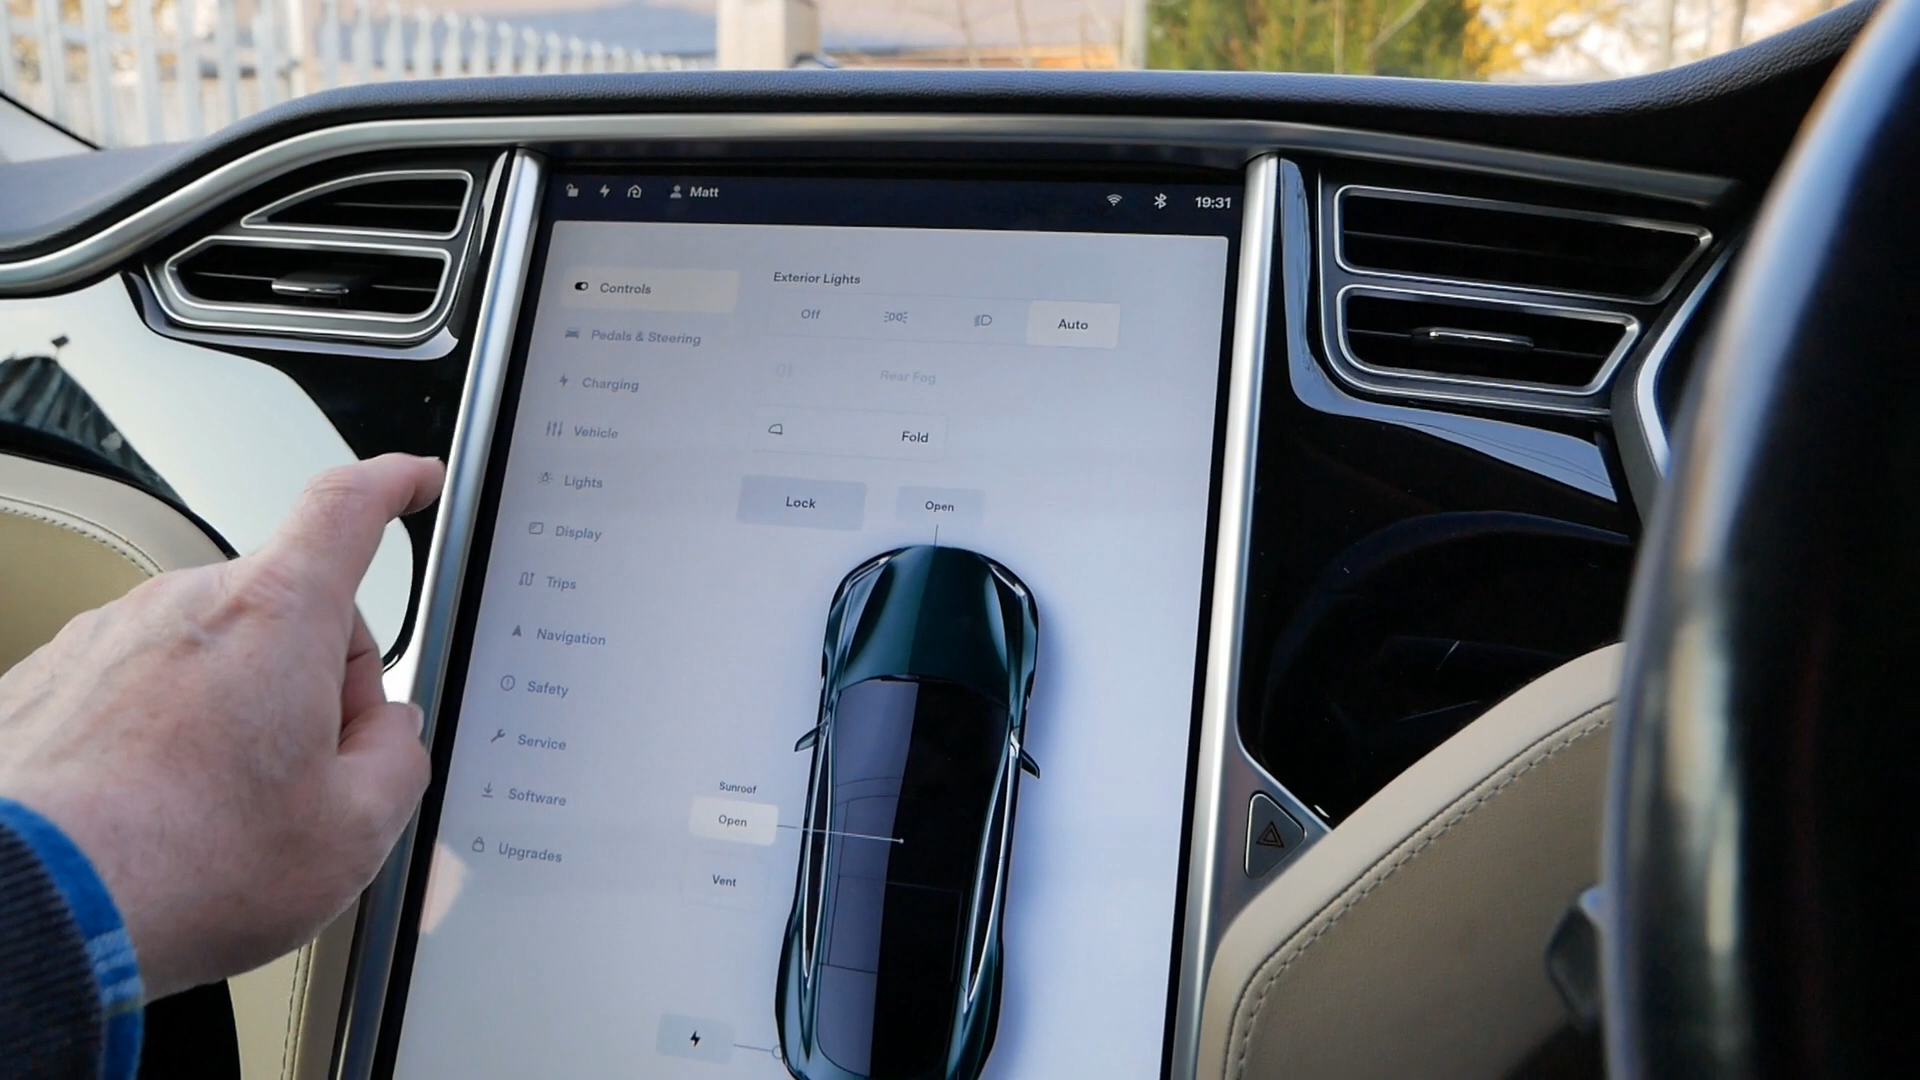 Matt
19:31
Controls
Pedals & Steering
Charging
Vehicle
Lights
Display
Trips
Navigation
Safety
Service
Software
Upgrades
Exterior Lights
Off
Auto
Rear Fog
Fold
Lock
Open
Sunroof
Open
Vent